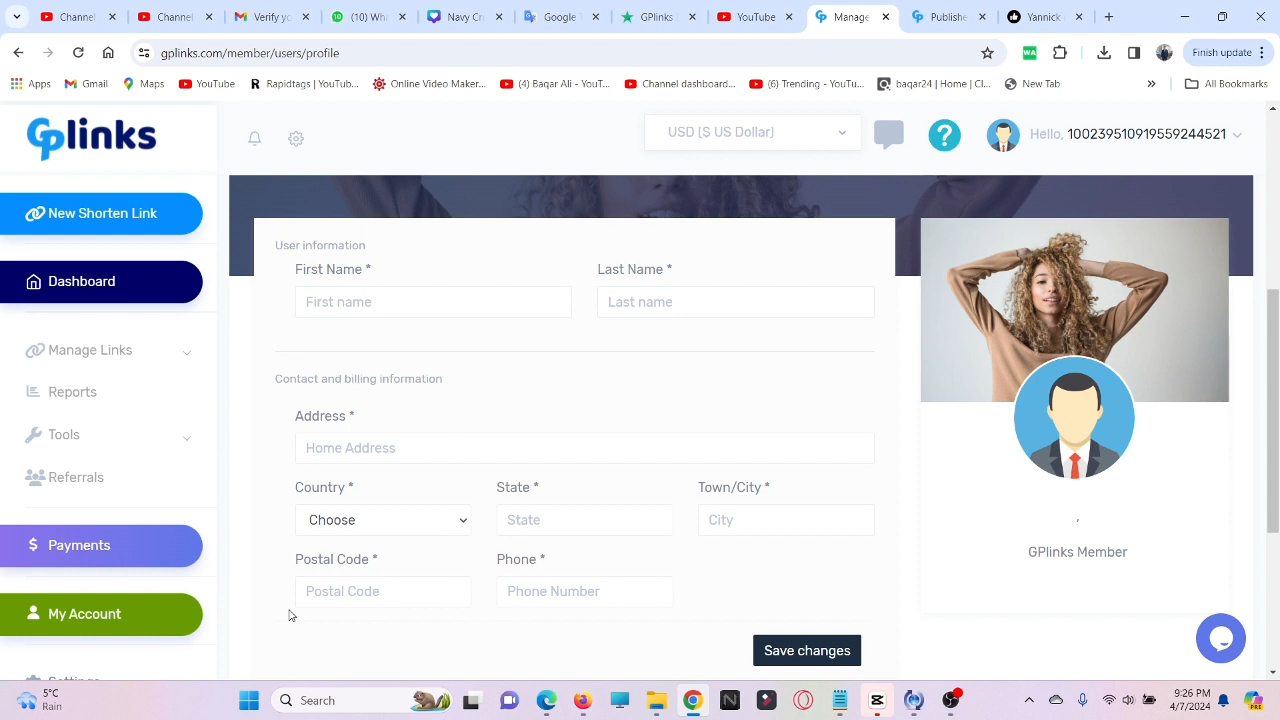 Channel
Gmail
(12) Wh
Navy C
Google
GPlinks
YouTube
Manage
Publishe
Yannick
gplinks.com/member/users/profile
Finish update
Apps
Gmail
Maps
YouTube
Rapidtags | Youtub...
Online Video Maker...
(2) Baqar Ali - YouT...
Channel dashboard...
(6) Trending - YouTu...
baqar24 | Home | Cl...
New Tab
All Bookmarks
Gplinks
USD ($ US Dollar)
Hello, 100239510919559244521
New Shorten Link
Dashboard
Manage Links
Reports
Tools
Referrals
Payments
My Account
Settings
User information
First Name *
Last Name *
First name
Last name
Contact and billing information
Address *
Home Address
Country *
State *
Town/City *
Choose
State
City
Postal Code *
Phone *
Postal Code
Phone Number
Save changes
,
GPlinks Member
5°C
Rain
Search
9:26 PM
4/7/2024